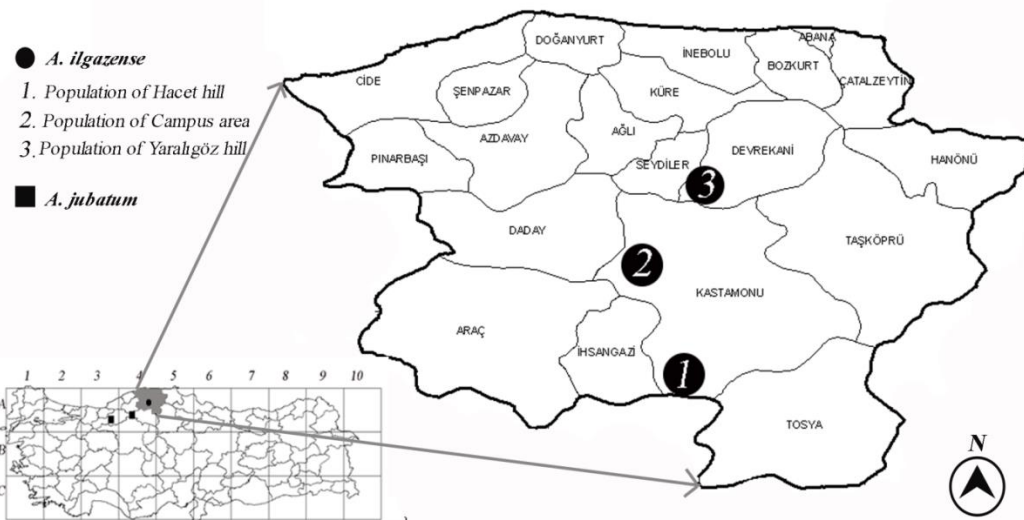 A. ilgazense
1. Population of Hacet hill
2. Population of Campus area
3. Population of Yaralıgöz hill
A. jubatum
DOĞANYURT
İNEBOLU
ABANA
BOZKURT
ÇATALZEYTİN
CİDE
ŞENPAZAR
KÜRE
AZDAVAY
AĞLI
PINARBAŞI
SEYDİLER
DEVREKANİ
HANÖNÜ
3
DADAY
TAŞKÖPRÜ
2
KASTAMONU
ARAÇ
İHSANGAZİ
1
TOSYA
N
1 2 3 4 5 6 7 8 9 10
A
B
C